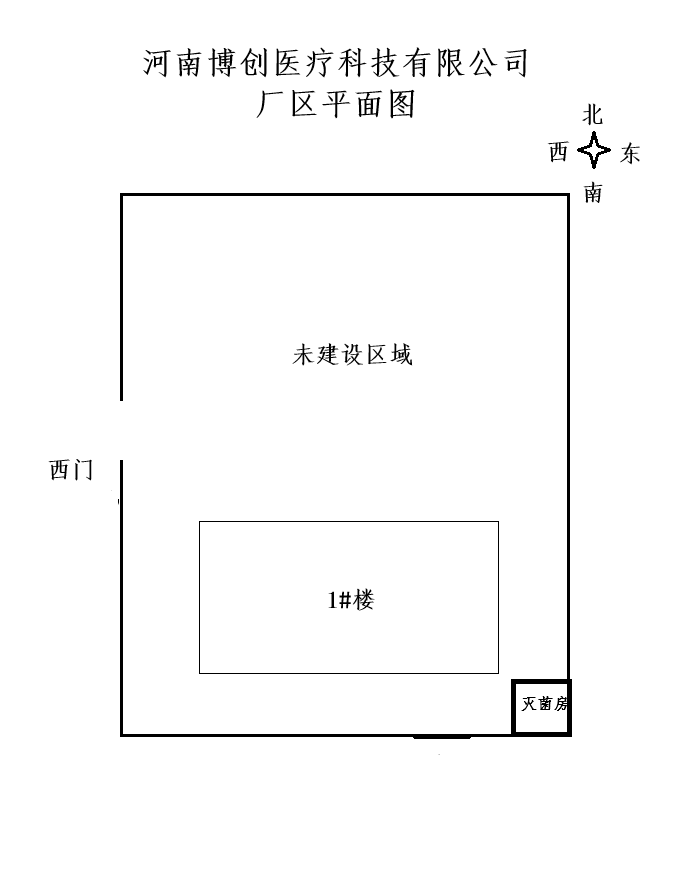 河南博创医疗科技有限公司
厂区平面图
北
西
东
南
未建设区域
西门
1#楼
灭菌房